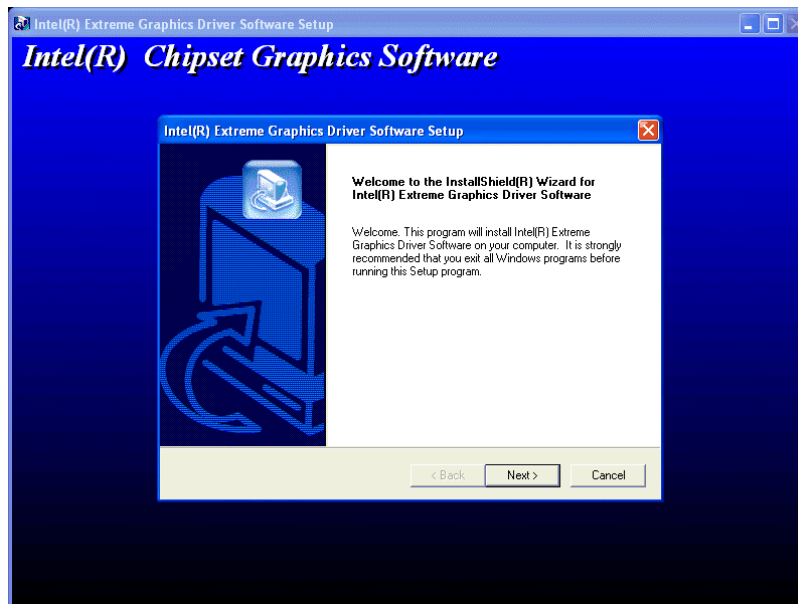 Intel(R) Extreme Graphics Driver Software Setup
Intel(R) Chipset Graphics Software
Intel(R) Extreme Graphics Driver Software Setup
Welcome to the InstallShield(R) Wizard for
Intel(R) Extreme Graphics Driver Software
Welcome. This program will install Intel(R) Extreme
Graphics Driver Software on your computer. It is strongly
recommended that you exit all Windows programs before
running this Setup program.
< Back Next > Cancel